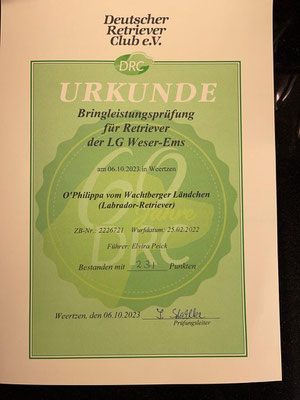 Deutscher
Retriever
Club e.V.
DRC
URKUNDE
Bringleistungsprüfung
für Retriever
der LG Weser-Ems
am 06.10.2023 in Weertzen
O'Philippa vom Wachtberger Ländchen
(Labrador-Retriever)
ZB-Nr.: 2226721 Wurfdatum: 25.02.2022
Führer: Elvira Peick
Bestanden mit 231 Punkten
DRC
Weertzen, den 06.10.2023
Prüfungsleiter